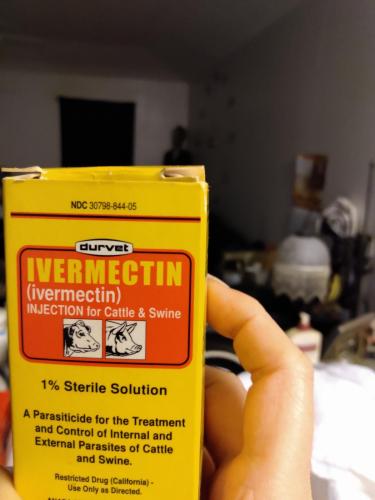 NDC 30798-844-05
durvet
IVERMECTIN
(ivermectin)
INJECTION for Cattle & Swine
1% Sterile Solution
A Parasiticide for the Treatment
and Control of Internal and
External Parasites of Cattle
and Swine.
Restricted Drug (California) -
Use Only as Directed.